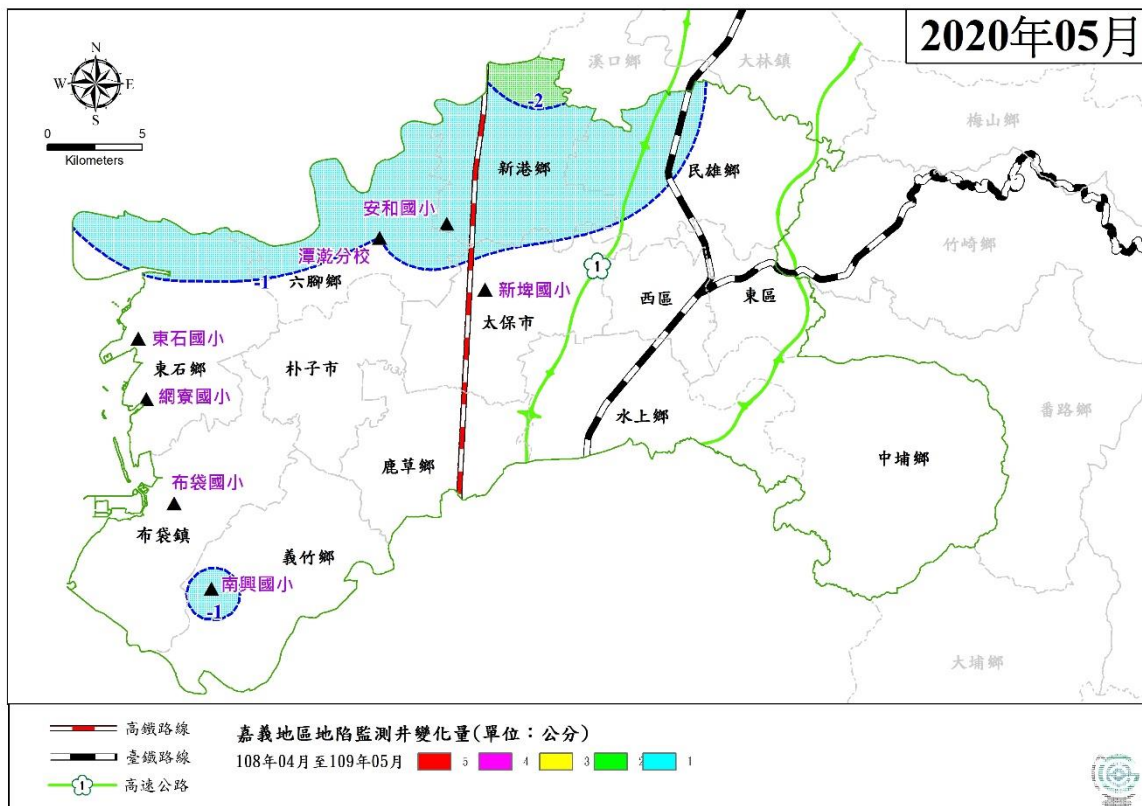 2020年05月
N
W E
S
0 5
Kilometers
溪口鄉
大林鎮
梅山鄉
-2
新港鄉
民雄鄉
安和國小
潭漧分校
竹崎鄉
-1
六腳鄉
1
新埤國小
西區
東區
太保市
東石國小
東石鄉
朴子市
網寮國小
番路鄉
水上鄉
鹿草鄉
中埔鄉
布袋國小
布袋鎮
義竹鄉
南興國小
-1
大埔鄉
高鐵路線
臺鐵路線
1 高速公路
嘉義地區地陷監測井變化量(單位：公分)
108年04月至109年05月 5 4 3 2 1